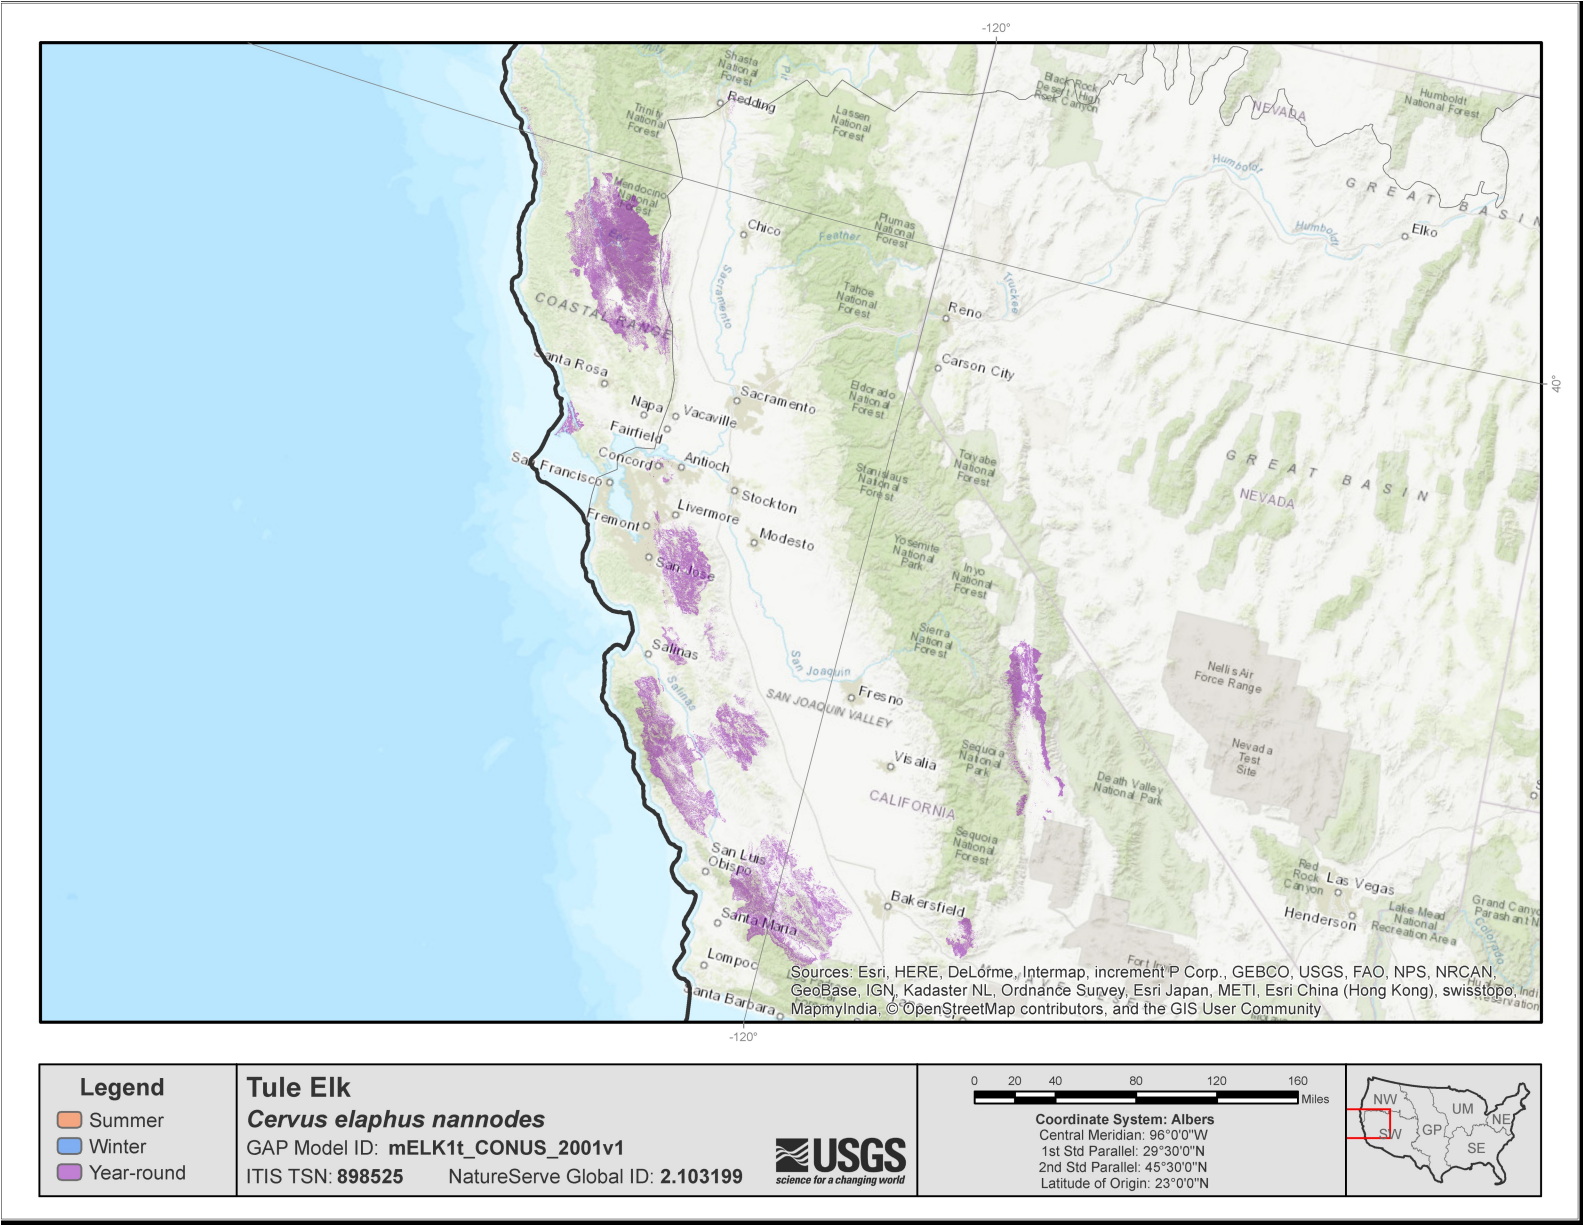 -120°
Shasta
National
Forest
Pit
Redding
Trinity
National
Forest
Lassen
National
Forest
Black Rock
Desert / High
Rock Canyon
NEVADA
Humboldt
National Forest
Humboldt
GREAT BASIN
Humboldt
Elko
Mendocino
National
Forest
Eel
Chico
Plumas
National
Forest
Feather
Sacramento
Tahoe
National
Forest
Truckee
Reno
COASTAL RANGE
Carson City
40°
Santa Rosa
Eldorado
National
Forest
Napa
Vacaville
Sacramento
Fairfield
San Francisco
Concord
Antioch
Toiyabe
National
Forest
GREAT BASIN
NEVADA
Stanislaus
National
Forest
Stockton
Fremont
Livermore
Modesto
Yosemite
National
Park
San Jose
Inyo
National
Forest
Salinas
Sierra
National
Forest
San Joaquin
Salinas
Fresno
SAN JOAQUIN VALLEY
Nellis Air
Force Range
Nevada
Test
Site
Visalia
Sequoia
National
Park
Death Valley
National Park
CALIFORNIA
Sequoia
National
Forest
San Luis
Obispo
Red
Rock
Canyon
Las Vegas
Henderson
Lake Mead
National
Recreation Area
Grand Canyo
Parashant N
Colorado
Bakersfield
Santa Maria
Lompoc
Fort Irwin
Santa Barbara
Sources: Esri, HERE, DeLorme, Intermap, increment P Corp., GEBCO, USGS, FAO, NPS, NRCAN,
GeoBase, IGN, Kadaster NL, Ordnance Survey, Esri Japan, METI, Esri China (Hong Kong), swisstopo,
MapmyIndia, © OpenStreetMap contributors, and the GIS User Community
-120°
Legend
Summer
Winter
Year-round
Tule Elk
Cervus elaphus nannodes
GAP Model ID: mELK1t_CONUS_2001v1
ITIS TSN: 898525 NatureServe Global ID: 2.103199
USGS
science for a changing world
0 20 40 80 120 160
Miles
Coordinate System: Albers
Central Meridian: 96°0'0"W
1st Std Parallel: 29°30'0"N
2nd Std Parallel: 45°30'0"N
Latitude of Origin: 23°0'0"N
NW
UM
NE
SW
GP
SE